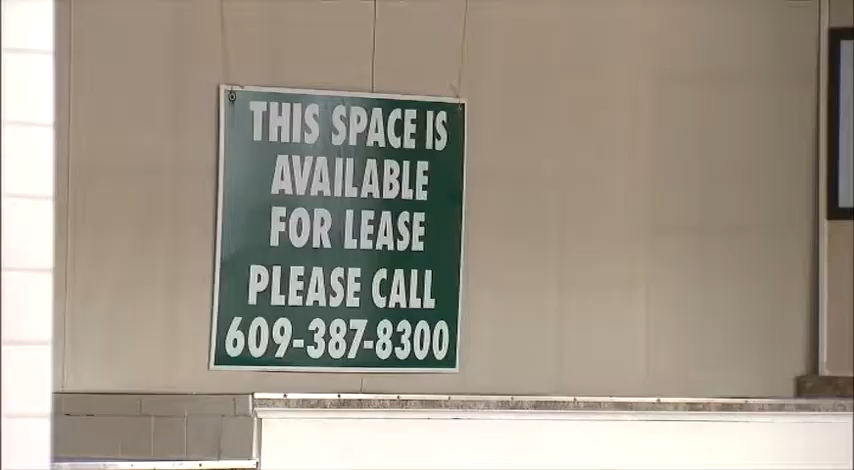 THIS SPACE IS
AVAILABLE
FOR LEASE
PLEASE CALL
609-387-8300